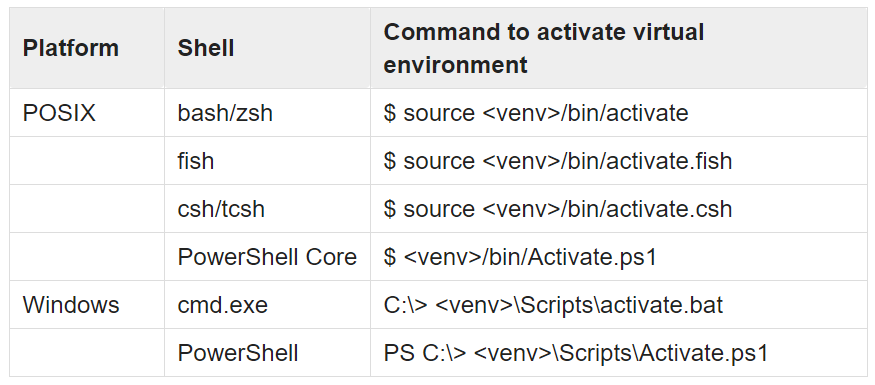 Platform Shell Command to activate virtual environment
POSIX bash/zsh $ source <venv>/bin/activate
fish $ source <venv>/bin/activate.fish
csh/tcsh $ source <venv>/bin/activate.csh
PowerShell Core $ <venv>/bin/Activate.ps1
Windows cmd.exe C:\> <venv>\Scripts\activate.bat
PowerShell PS C:\> <venv>\Scripts\Activate.ps1